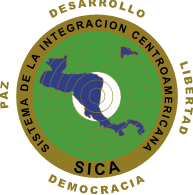 DESARROLLO
PAZ
LIBERTAD
DEMOCRACIA
SISTEMA DE LA INTEGRACION CENTROAMERICANA
SICA